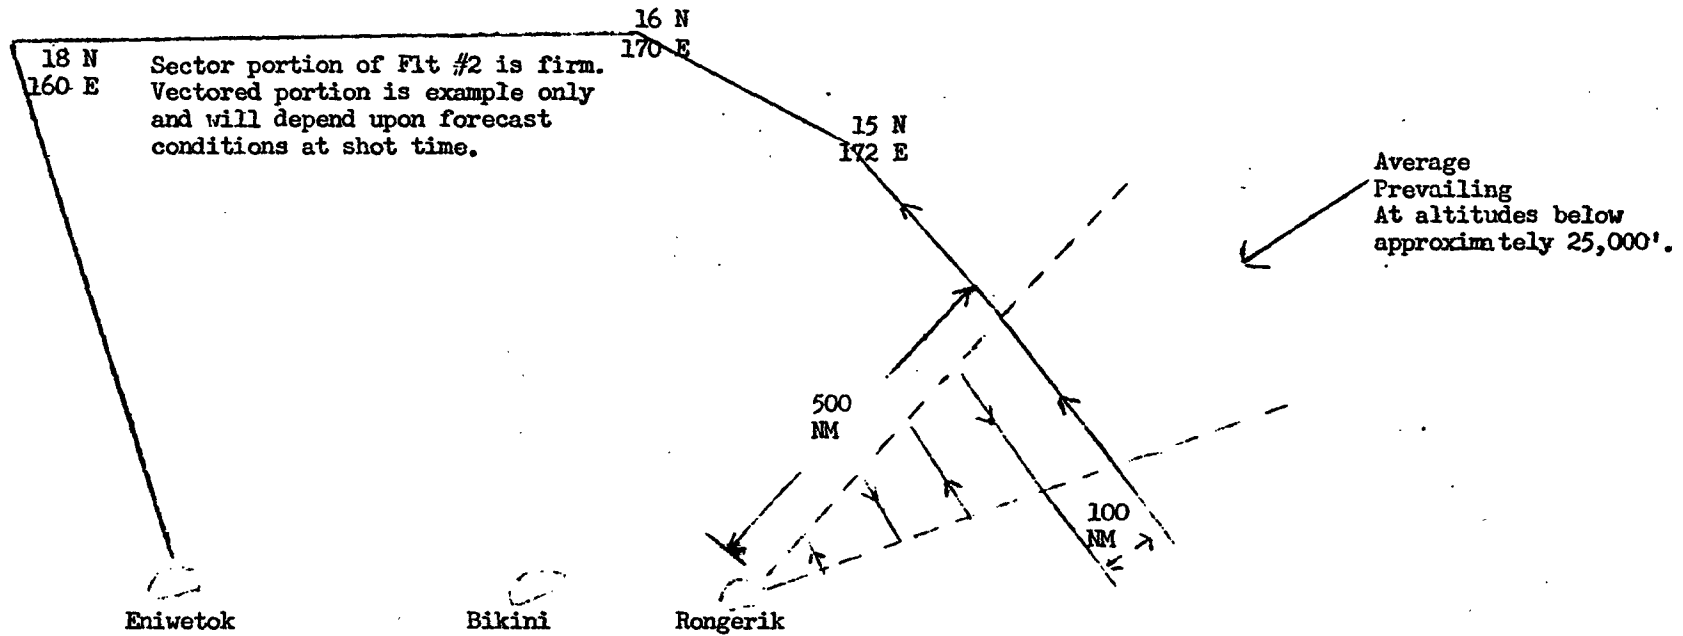 16 N
170 E
18 N
160 E
Sector portion of Flt #2 is firm.
Vectored portion is example only
and will depend upon forecast
conditions at shot time.
15 N
172 E
Average
Prevailing
At altitudes below
approximately 25,000'.
500
NM
100
NM
Eniwetok
Bikini
Rongerik